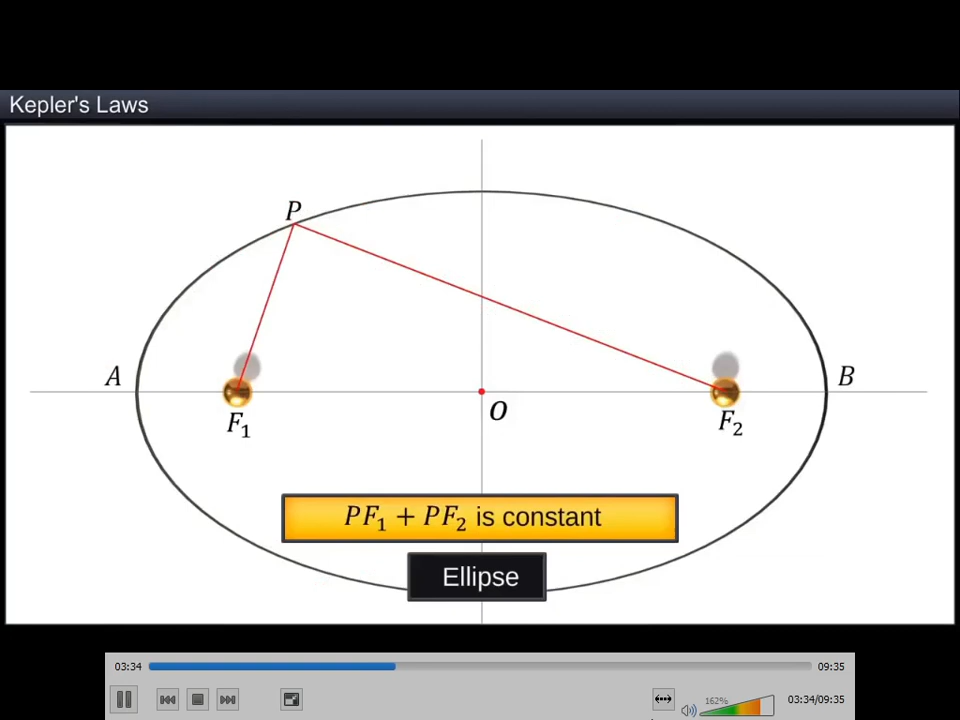 Kepler's Laws
P
A
B
F₁
O
F₂
PF₁ + PF₂ is constant
Ellipse
03:34
09:35
162%
03:34/09:35